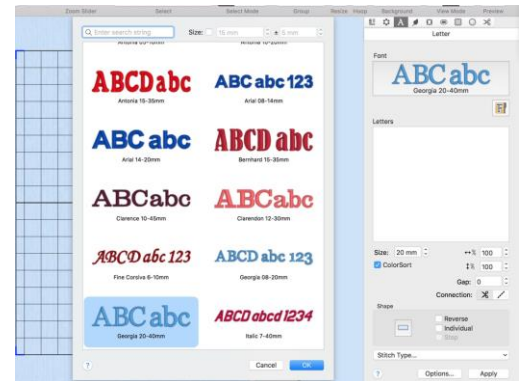 Zoom Slider Select Select Mode Group Resize Hoop Background View Mode Preview
Enter search string Size: 15 mm ± 5 mm
Letter
Font
ABC abc
Georgia 20-40mm
ABCDabc ABC abc 123
Antonia 15-35mm Arial 08-14mm
Letters
ABC abc ABCD abc
Arial 14-20mm Bernhard 15-35mm
ABCabc ABCabc
Clarence 10-45mm Clarendon 12-30mm
ABCD abc 123 ABCD abc 123
Fine Corsiva 6-10mm Georgia 08-20mm
Size: 20 mm 100
ColorSort 100
Gap: 0
Connection:
Shape
Reverse
Individual
Stop
ABC abc ABCD abcd 1234
Georgia 20-40mm Italic 7-40mm
Stitch Type...
? Cancel OK
? Options... Apply